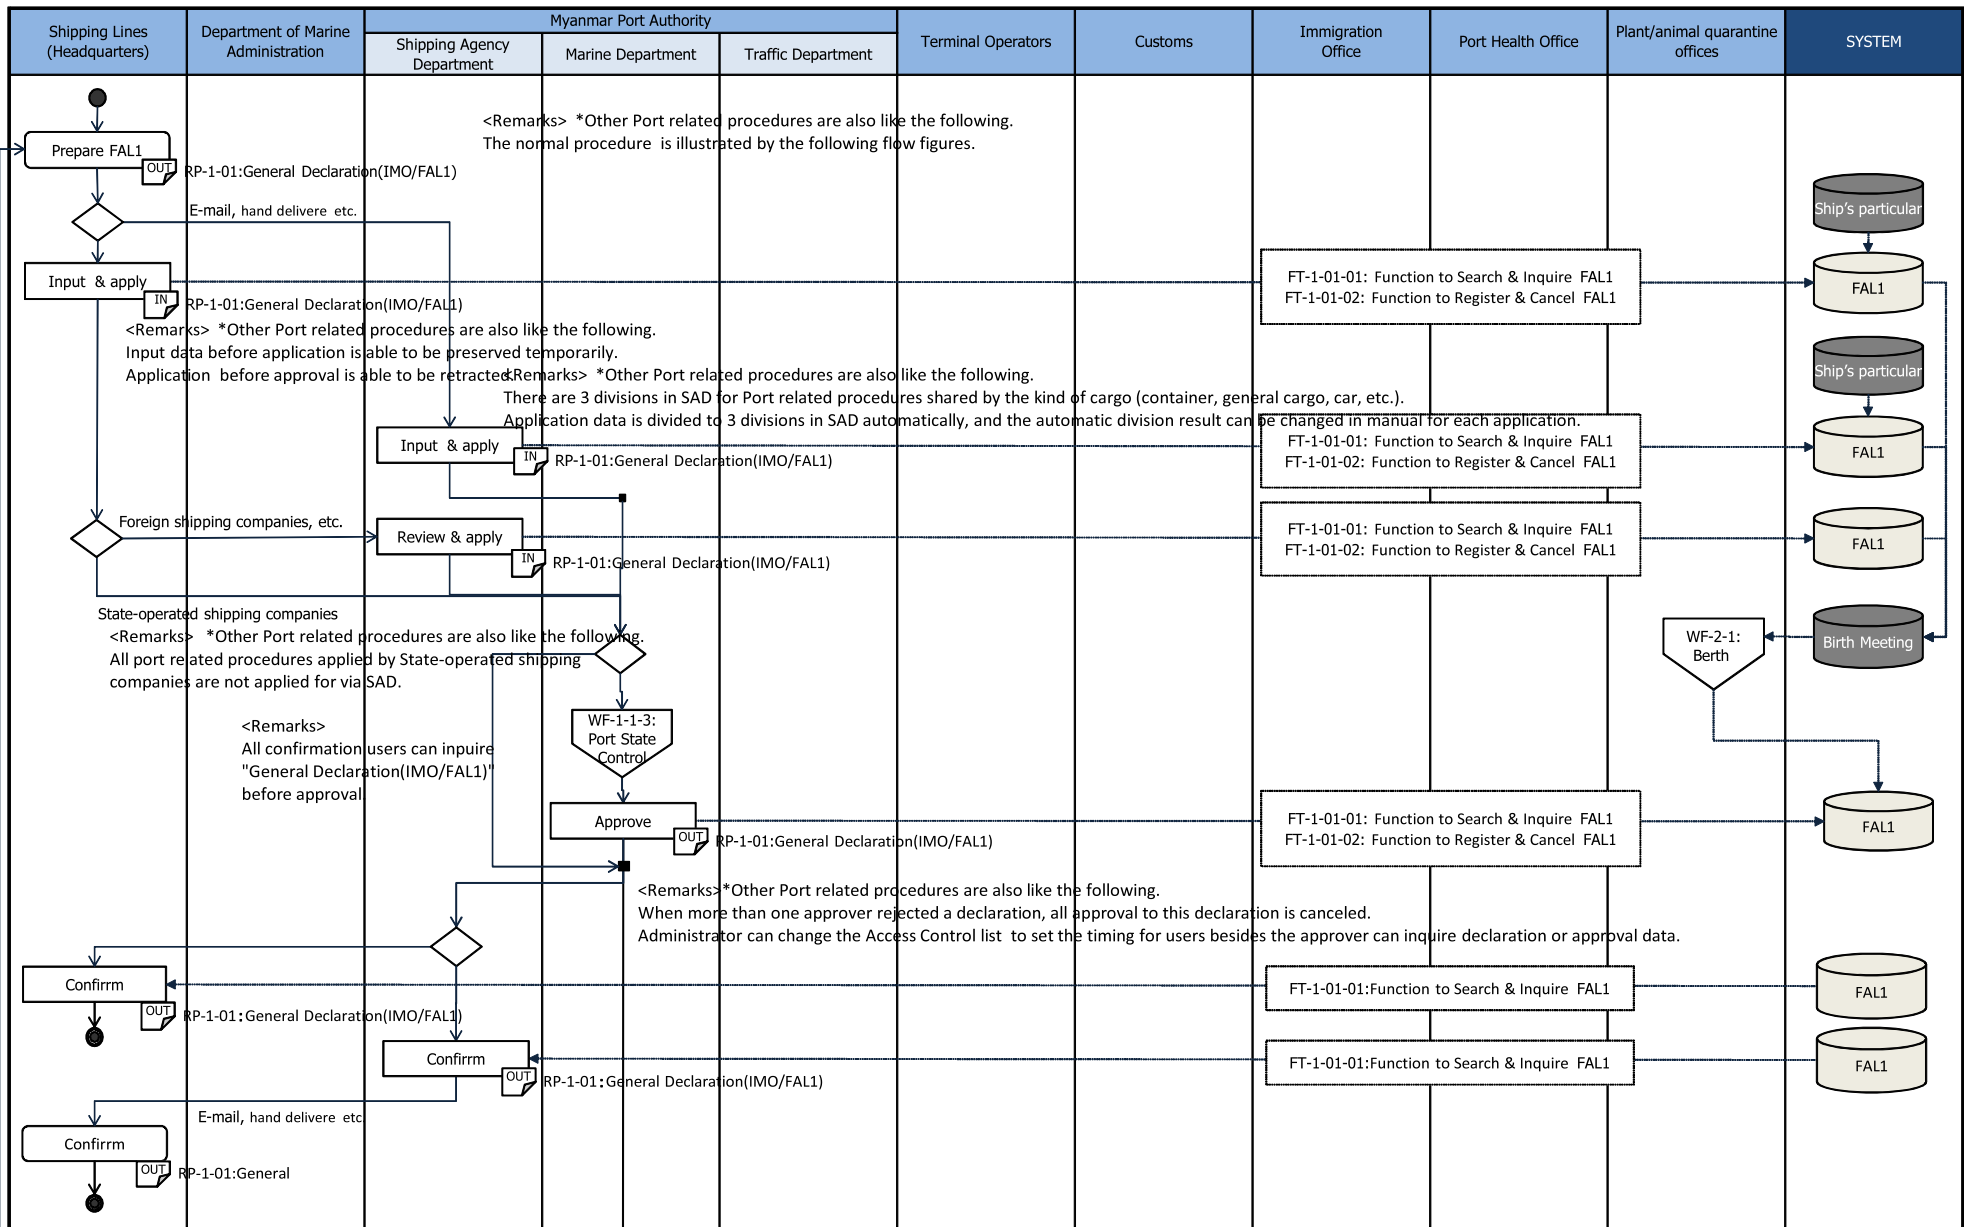 Shipping Lines
(Headquarters)
Department of Marine
Administration
Myanmar Port Authority
Shipping Agency
Department
Marine Department
Traffic Department
Terminal Operators
Customs
Immigration
Office
Port Health Office
Plant/animal quarantine
offices
SYSTEM
<Remarks>  *Other Port related procedures are also like the following.
The normal procedure  is illustrated by the following flow figures.
Prepare FAL1
OUT
RP-1-01:General Declaration(IMO/FAL1)
Ship's particular
E-mail, hand delivere etc.
Input  & apply
IN
RP-1-01:General Declaration(IMO/FAL1)
FT-1-01-01: Function to Search & Inquire  FAL1
FT-1-01-02: Function to Register & Cancel  FAL1
FAL1
<Remarks>  *Other Port related procedures are also like the following.
Input data before application is able to be preserved temporarily.
Application  before approval is able to be retracted.
Ship's particular
<Remarks>  *Other Port related procedures are also like the following.
There are 3 divisions in SAD for Port related procedures shared by the kind of cargo (container, general cargo, car, etc.).
Application data is divided to 3 divisions in SAD automatically, and the automatic division result can be changed in manual for each application.
Input  & apply
IN
RP-1-01:General Declaration(IMO/FAL1)
FT-1-01-01: Function to Search & Inquire  FAL1
FT-1-01-02: Function to Register & Cancel  FAL1
FAL1
Foreign shipping companies, etc.
Review & apply
IN
RP-1-01:General Declaration(IMO/FAL1)
FT-1-01-01: Function to Search & Inquire  FAL1
FT-1-01-02: Function to Register & Cancel  FAL1
FAL1
State-operated shipping companies
<Remarks>   *Other Port related procedures are also like the following.
All port related procedures applied by State-operated shipping
companies are not applied for via SAD.
WF-2-1:
Berth
Birth Meeting
<Remarks>
All confirmation users can inpuire
"General Declaration(IMO/FAL1)"
before approval.
WF-1-1-3:
Port State
Control
Approve
OUT
RP-1-01:General Declaration(IMO/FAL1)
FT-1-01-01: Function to Search & Inquire  FAL1
FT-1-01-02: Function to Register & Cancel  FAL1
FAL1
<Remarks>*Other Port related procedures are also like the following.
When more than one approver rejected a declaration, all approval to this declaration is canceled.
Administrator can change the Access Control list  to set the timing for users besides the approver can inquire declaration or approval data.
Confirrm
OUT
RP-1-01:General Declaration(IMO/FAL1)
FT-1-01-01:Function to Search & Inquire  FAL1
FAL1
Confirrm
OUT
RP-1-01:General Declaration(IMO/FAL1)
FT-1-01-01:Function to Search & Inquire  FAL1
FAL1
E-mail, hand delivere etc.
Confirrm
OUT
RP-1-01:General